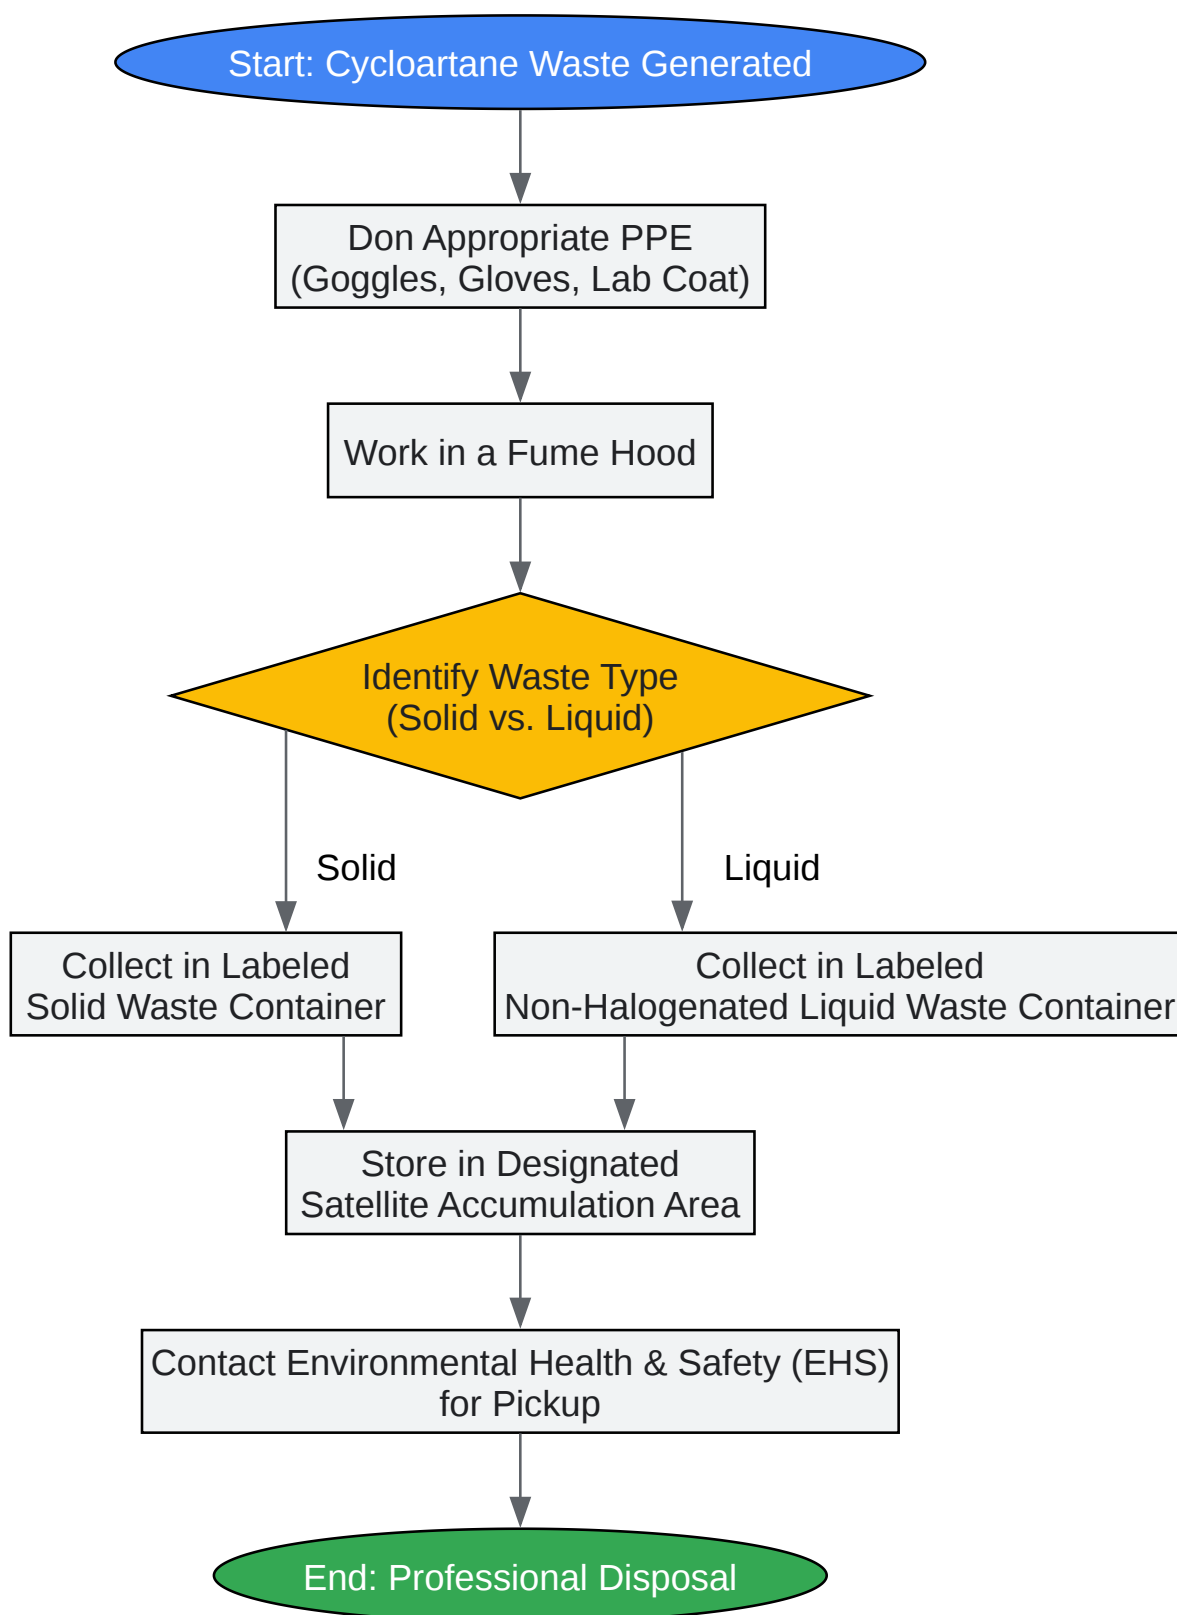 Start: Cycloartane Waste Generated
Don Appropriate PPE
(Goggles, Gloves, Lab Coat)
Work in a Fume Hood
Identify Waste Type
(Solid vs. Liquid)
Solid
Liquid
Collect in Labeled
Solid Waste Container
Collect in Labeled
Non-Halogenated Liquid Waste Container
Store in Designated
Satellite Accumulation Area
Contact Environmental Health & Safety (EHS)
for Pickup
End: Professional Disposal